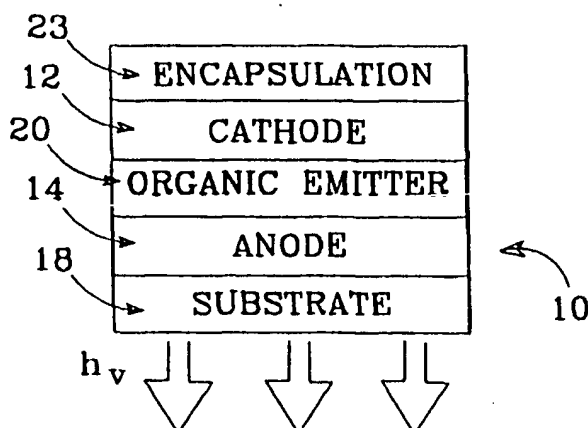 23
ENCAPSULATION
12
CATHODE
20
ORGANIC EMITTER
14
ANODE
18
SUBSTRATE
10
hv